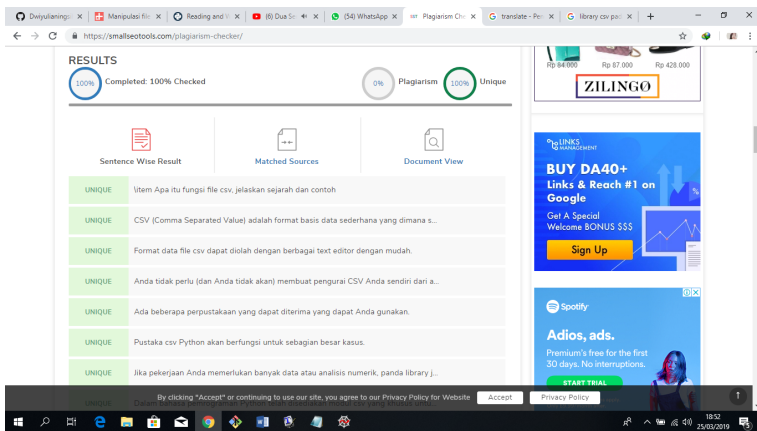 Dwiyulianingsi
Manipulasi file
Reading and W
(6) Dua Se
(54) WhatsApp
Plagiarism Che
translate - Pen
library csv pad
https://smallseotools.com/plagiarism-checker/
RESULTS
100% Completed: 100% Checked
0% Plagiarism 100% Unique
Sentence Wise Result
Matched Sources
Document View
UNIQUE \item Apa itu fungsi file csv, jelaskan sejarah dan contoh
UNIQUE CSV (Comma Separated Value) adalah format basis data sederhana yang dimana s...
UNIQUE Format data file csv dapat diolah dengan berbagai text editor dengan mudah.
UNIQUE Anda tidak perlu (dan Anda tidak akan) membuat pengurai CSV Anda sendiri dari a...
UNIQUE Ada beberapa perpustakaan yang dapat diterima yang dapat Anda gunakan.
UNIQUE Pustaka csv Python akan berfungsi untuk sebagian besar kasus.
UNIQUE Jika pekerjaan Anda memerlukan banyak data atau analisis numerik, panda library j...
Rp 84.000 Rp 87.000 Rp 428.000
ZILINGO
LINKS
MANAGEMENT
BUY DA40+
Links & Reach #1 on
Google
Get A Special
Welcome BONUS $$$
Sign Up
Spotify
Adios, ads.
Premium's free for the first
30 days. No interruptions.
START TRIAL
By clicking "Accept" or continuing to use our site, you agree to our Privacy Policy for Website
Accept
Privacy Policy
18:52
25/03/2019